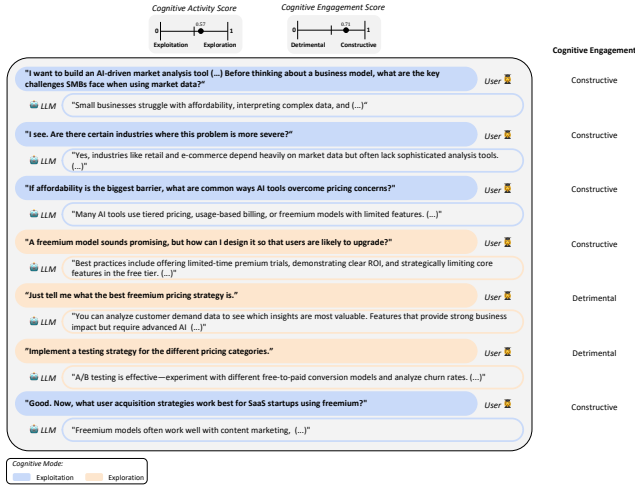 Cognitive Activity Score
Cognitive Engagement Score
0 0.57 1
0 0.71 1
Exploitation Exploration
Detrimental Constructive
Cognitive Engagement
"I want to build an AI-driven market analysis tool (…) Before thinking about a business model, what are the key
challenges SMBs face when using market data?"
User
Constructive
LLM
"Small businesses struggle with affordability, interpreting complex data, and (…)"
"I see. Are there certain industries where this problem is more severe?"
User
Constructive
LLM
"Yes, industries like retail and e-commerce depend heavily on market data but often lack sophisticated analysis tools.
(…)"
"If affordability is the biggest barrier, what are common ways AI tools overcome pricing concerns?"
User
Constructive
LLM
"Many AI tools use tiered pricing, usage-based billing, or freemium models with limited features. (…)"
"A freemium model sounds promising, but how can I design it so that users are likely to upgrade?"
User
Constructive
LLM
"Best practices include offering limited-time premium trials, demonstrating clear ROI, and strategically limiting core
features in the free tier. (…)"
"Just tell me what the best freemium pricing strategy is."
User
Detrimental
LLM
"You can analyze customer demand data to see which insights are most valuable. Features that provide strong business
impact but require advanced AI (…)"
"Implement a testing strategy for the different pricing categories."
User
Detrimental
LLM
"A/B testing is effective—experiment with different free-to-paid conversion models and analyze churn rates. (…)"
"Good. Now, what user acquisition strategies work best for SaaS startups using freemium?"
User
Constructive
LLM
"Freemium models often work well with content marketing, (…)"
Cognitive Mode:
Exploitation Exploration